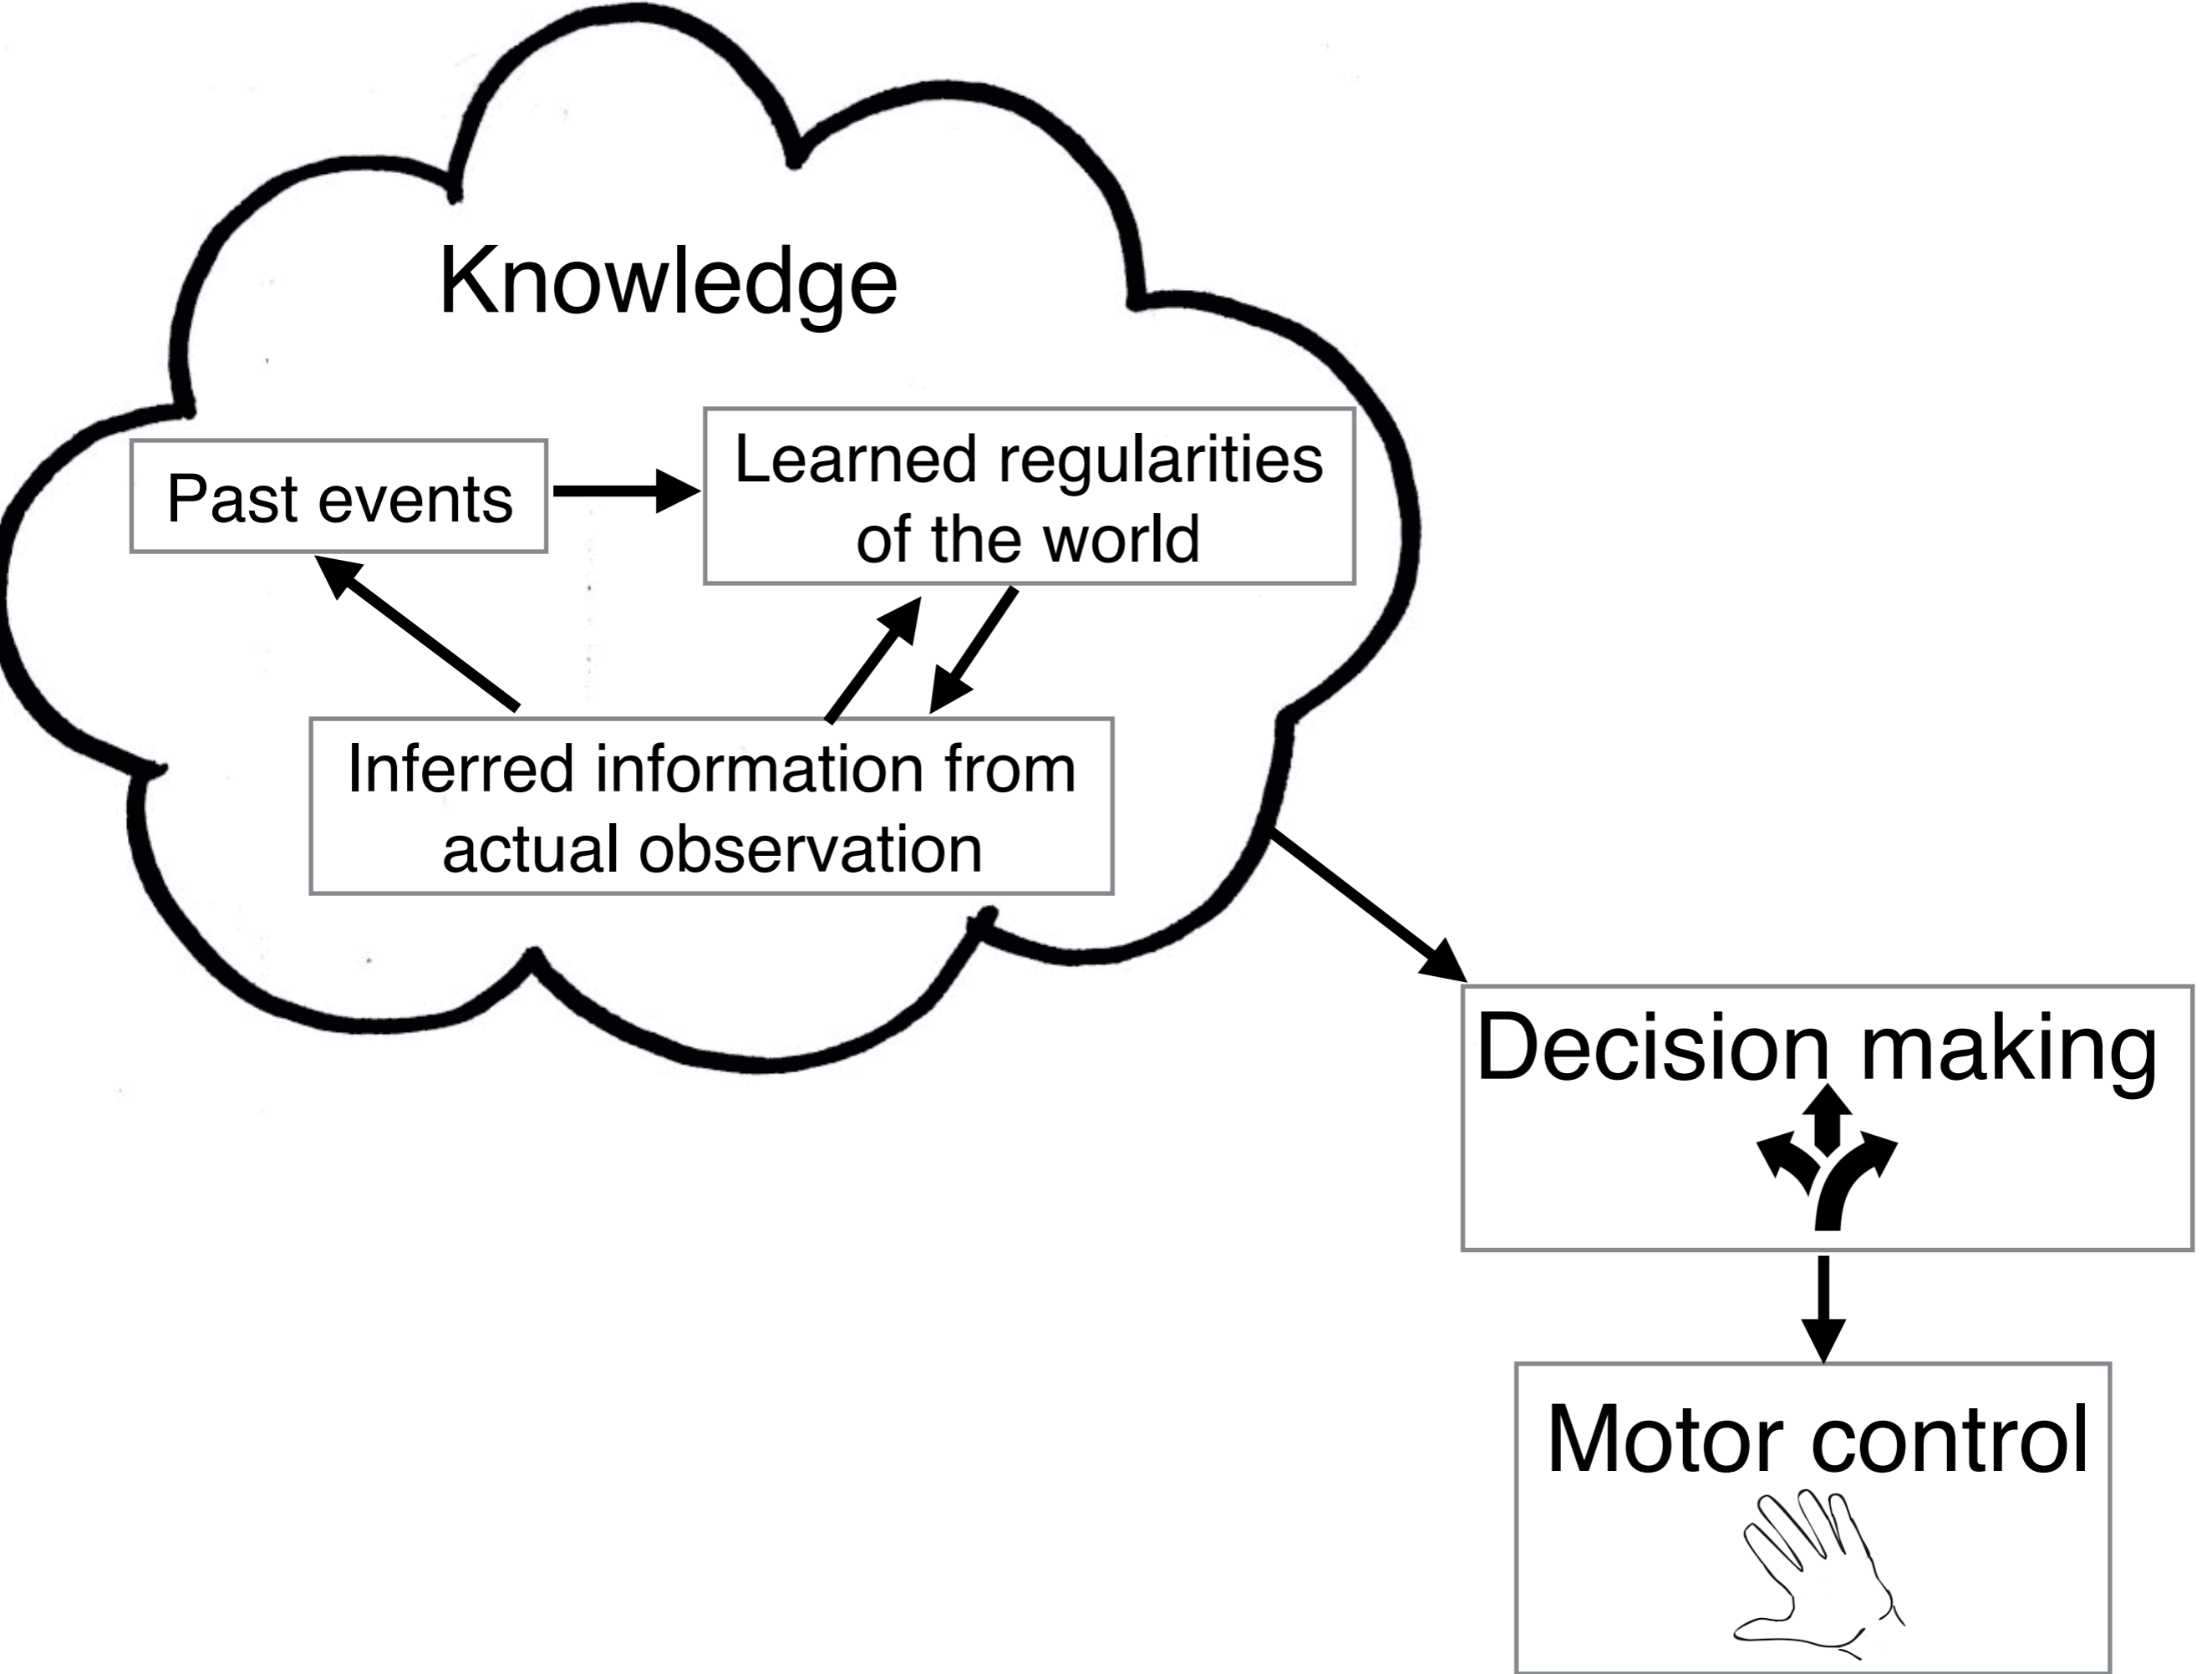 Knowledge
Past events
Learned regularities
of the world
Inferred information from
actual observation
Decision making
Motor control